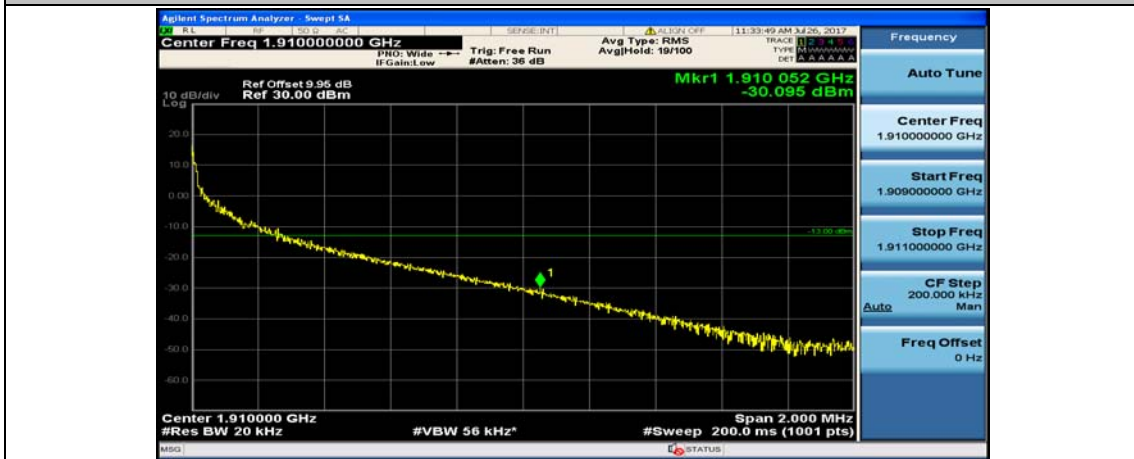 Agilent Spectrum Analyzer - Swept SA
RL RF 50 Ω AC SENSE:INT ALIGN OFF 11:33:49 AM Jul 26, 2017
Center Freq 1.910000000 GHz
PNO: Wide
IFGain:Low
Trig: Free Run
#Atten: 36 dB
Avg Type: RMS
Avg|Hold: 19/100
TRACE 1 2 3 4 5 6
TYPE M
DET A A A A A A
Frequency
Ref Offset 9.95 dB
10 dB/div Ref 30.00 dBm
Log
Mkr1 1.910 052 GHz
-30.095 dBm
20.0
10.0
0.00
-10.0
-20.0
-30.0
-40.0
-50.0
-60.0
-13.00 dBm
1
Center 1.910000 GHz
#Res BW 20 kHz
#VBW 56 kHz*
Span 2.000 MHz
#Sweep 200.0 ms (1001 pts)
Auto Tune
Center Freq
1.910000000 GHz
Start Freq
1.909000000 GHz
Stop Freq
1.911000000 GHz
CF Step
200.000 kHz
Auto Man
Freq Offset
0 Hz
MSG STATUS